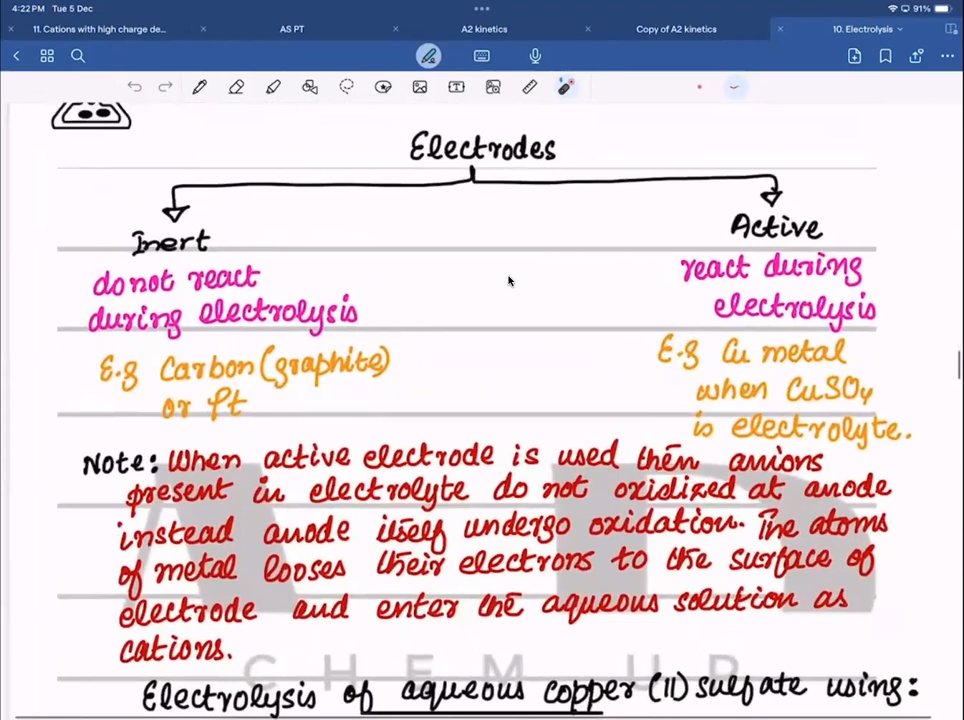 4:22 PM Tue 5 Dec
91%
11. Cations with high charge de...
AS PT
A2 kinetics
Copy of A2 kinetics
10. Electrolysis
Electrodes
Inert
Active
do not react
during electrolysis
react during
electrolysis
E.g Carbon (graphite)
or Pt
E.g Cu metal
when CuSO4
is electrolyte.
Note: When active electrode is used then anions
present in electrolyte do not oxidized at anode
instead anode itself undergo oxidation. The atoms
of metal looses their electrons to the surface of
electrode and enter the aqueous solution as
cations.
CHEM UP
Electrolysis of aqueous copper (II) sulfate using: